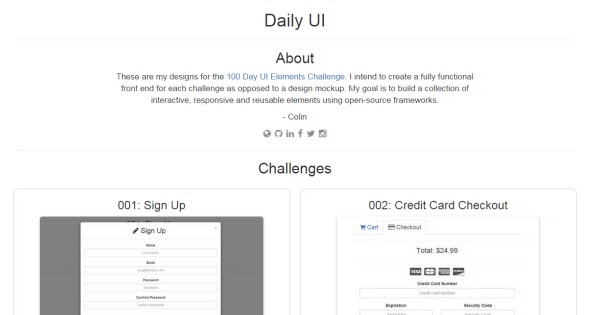 Daily UI
About
These are my designs for the 100 Day UI Elements Challenge. I intend to create a fully functional
front end for each challenge as opposed to a design mockup. My goal is to build a collection of
interactive, responsive and reusable elements using open-source frameworks.
- Colin
Challenges
001: Sign Up
Sign Up
Name
Email
Password
Confirm Password
002: Credit Card Checkout
Cart Checkout
Total: $24.99
VISA
Credit Card Number
Credit card number
Expiration Security Code